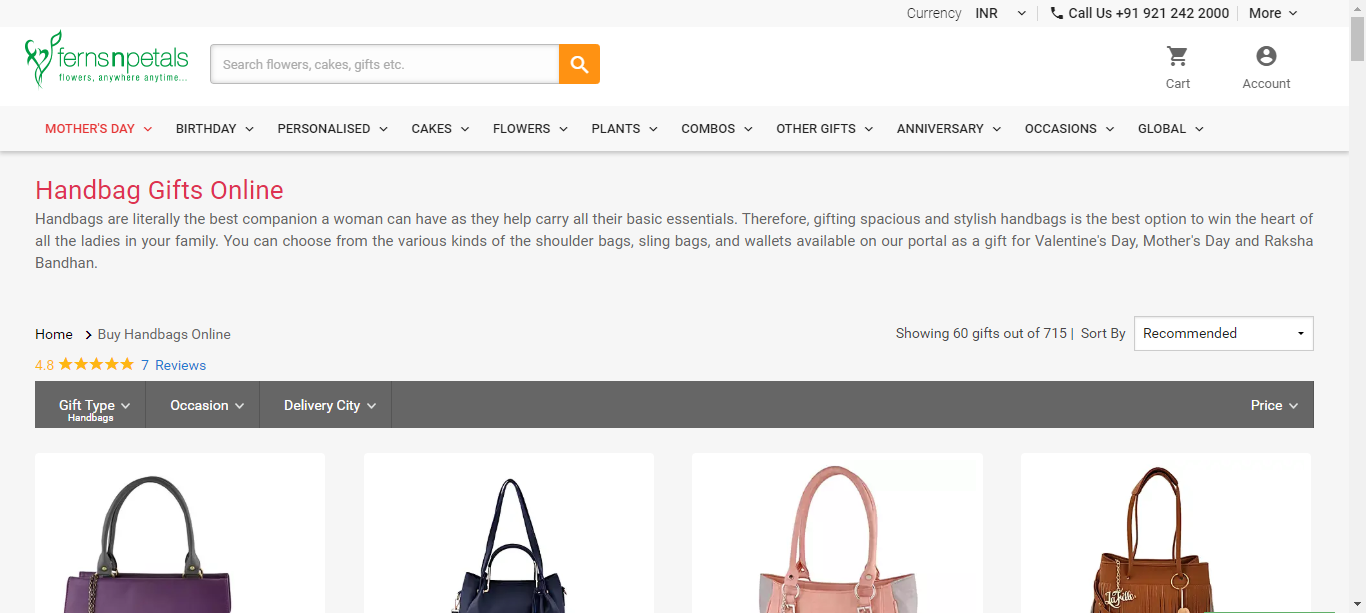 Currency INR Call Us +91 921 242 2000 More
fernsnpetals
flowers, anywhere anytime...
Search flowers, cakes, gifts etc.
Cart Account
MOTHER'S DAY BIRTHDAY PERSONALISED CAKES FLOWERS PLANTS COMBOS OTHER GIFTS ANNIVERSARY OCCASIONS GLOBAL
Handbag Gifts Online
Handbags are literally the best companion a woman can have as they help carry all their basic essentials. Therefore, gifting spacious and stylish handbags is the best option to win the heart of
all the ladies in your family. You can choose from the various kinds of the shoulder bags, sling bags, and wallets available on our portal as a gift for Valentine's Day, Mother's Day and Raksha
Bandhan.
Home > Buy Handbags Online
Showing 60 gifts out of 715 | Sort By Recommended
4.8 7 Reviews
Gift Type Occasion Delivery City Price
Handbags